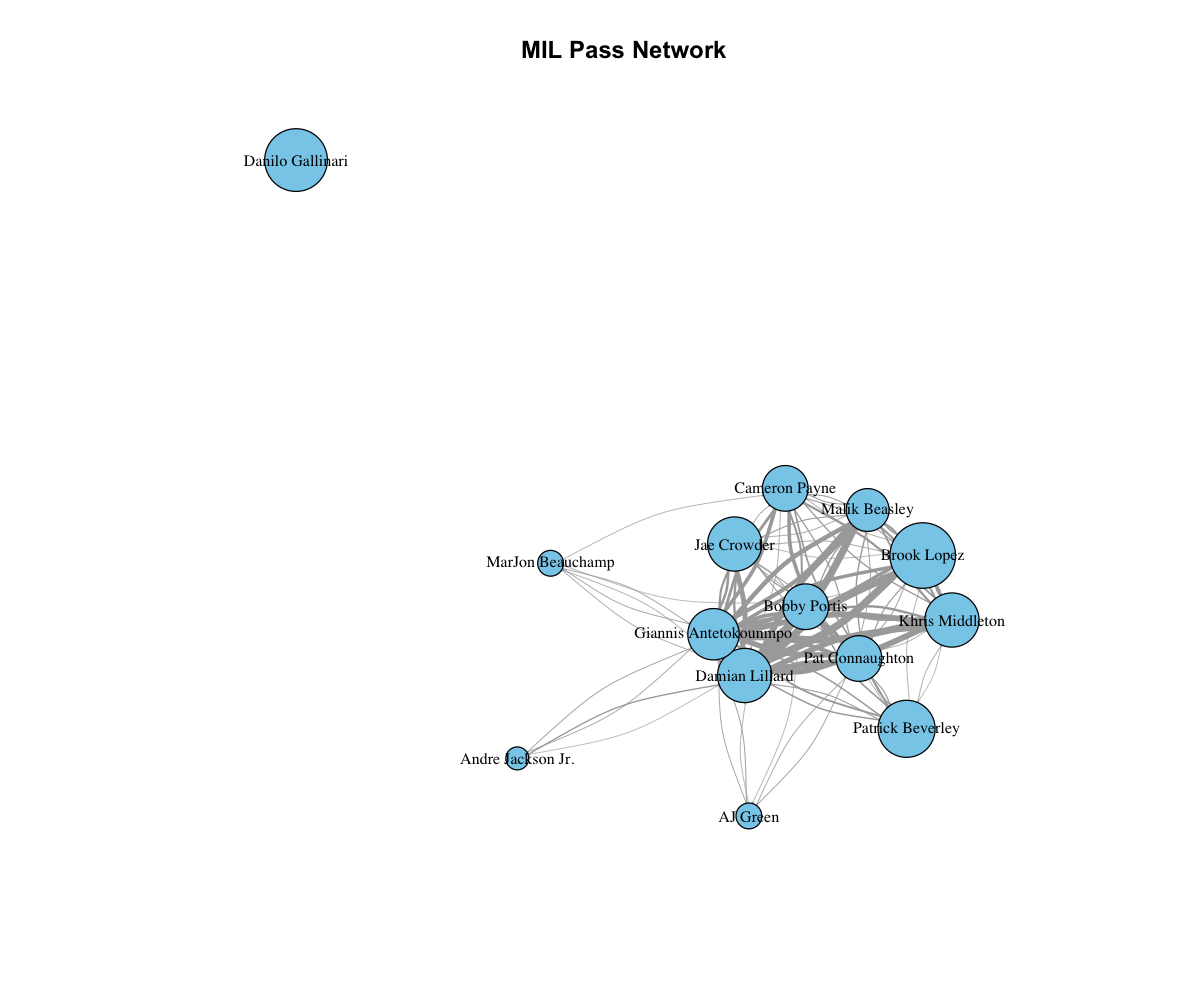 MIL Pass Network
Danilo Gallinari
Cameron Payne
Malik Beasley
Jae Crowder
Brook Lopez
MarJon Beauchamp
Bobby Portis
Khris Middleton
Giannis Antetokounmpo
Pat Connaughton
Damian Lillard
Patrick Beverley
Andre Jackson Jr.
AJ Green